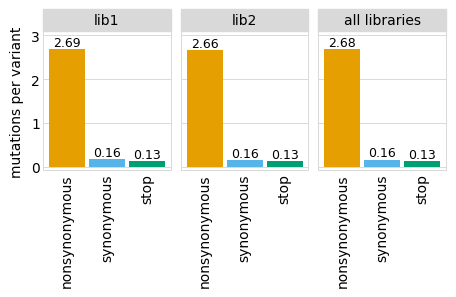 lib1 lib2 all libraries
mutations per variant
3
2
1
0
2.69 0.16 0.13
2.66 0.16 0.13
2.68 0.16 0.13
nonsynonymous synonymous stop
nonsynonymous synonymous stop
nonsynonymous synonymous stop